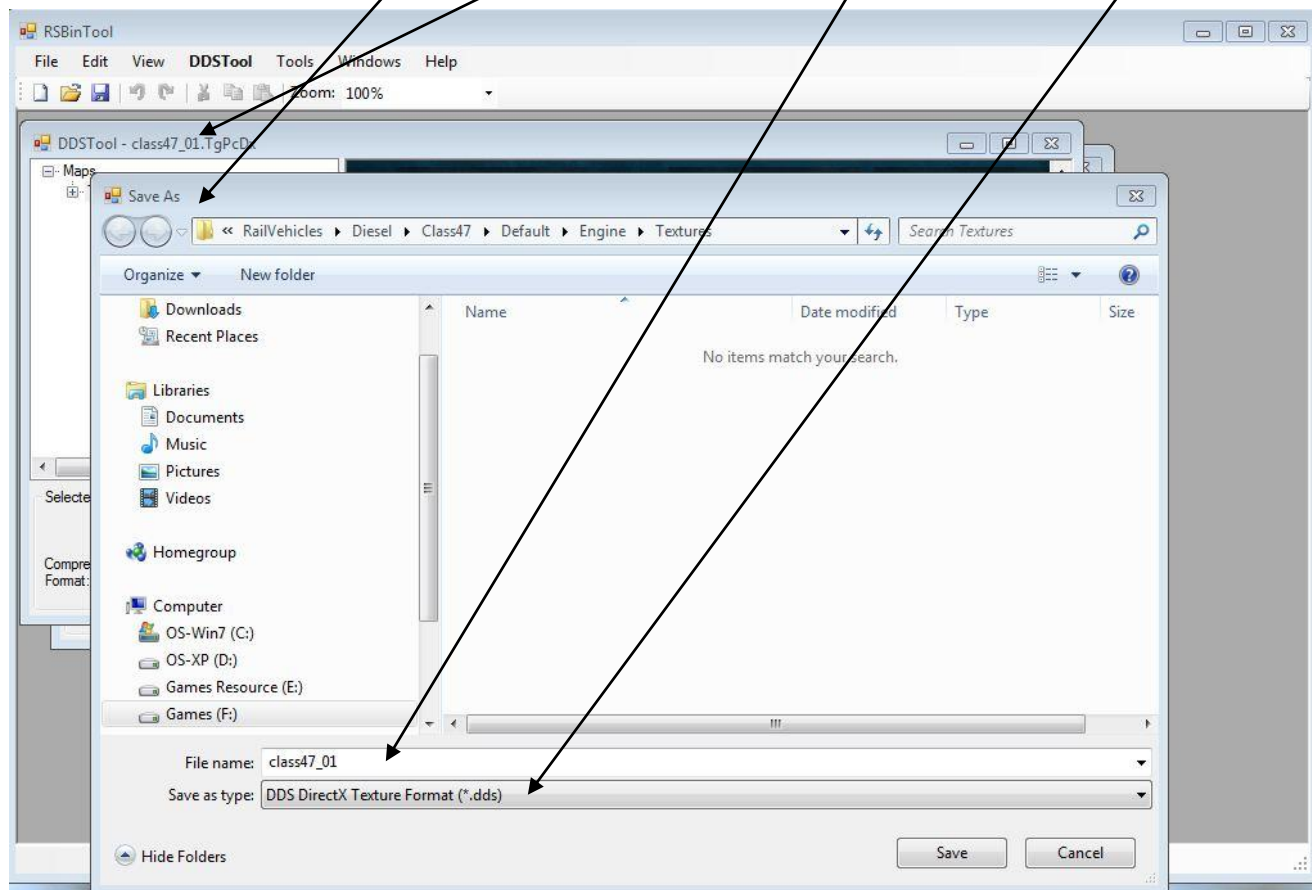 RSBinTool
File Edit View DDSTool Tools Windows Help
Zoom: 100%
DDSTool - class47_01.TgPcDx
Maps
Save As
« RailVehicles Diesel Class47 Default Engine Textures Search Textures
Organize New folder
Name Date modified Type Size
No items match your search.
Downloads
Recent Places
Libraries
Documents
Music
Pictures
Videos
Homegroup
Computer
OS-Win7 (C:)
OS-XP (D:)
Games Resource (E:)
Games (F:)
Selecte
Compre
Format:
File name: class47_01
Save as type: DDS DirectX Texture Format (*.dds)
Hide Folders Save Cancel